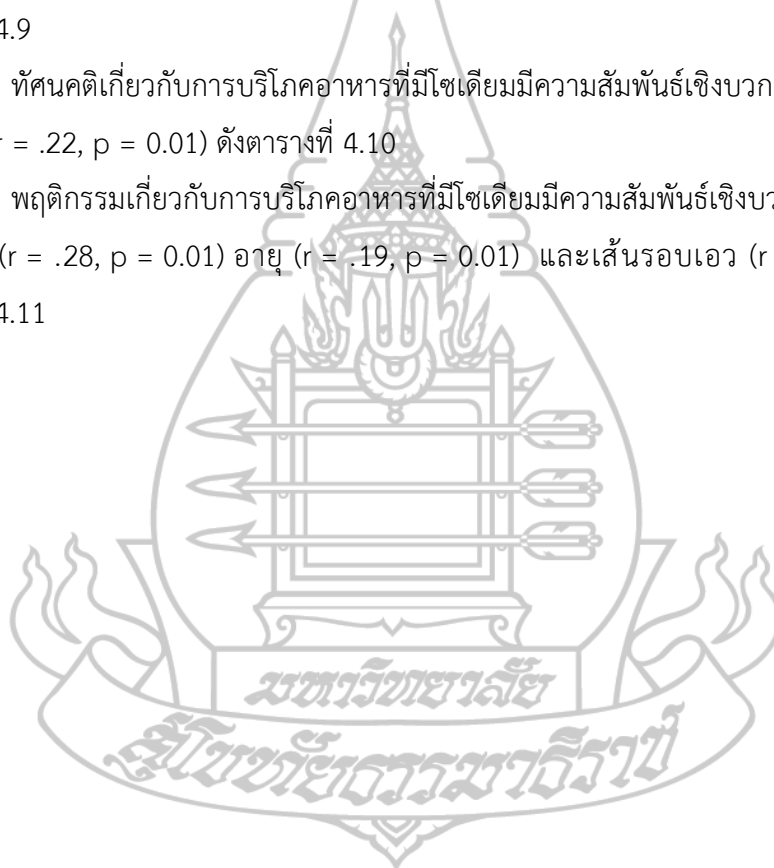 4.9
ทัศนคติเกี่ยวกับการบริโภคอาหารที่มีโซเดียมมีความสัมพันธ์เชิงบวก
= .22, p = 0.01) ดังตารางที่ 4.10
พฤติกรรมเกี่ยวกับการบริโภคอาหารที่มีโซเดียมมีความสัมพันธ์เชิงบว
(r = .28, p = 0.01) อายุ (r = .19, p = 0.01) และเส้นรอบเอว (r
4.11
มหาวิทยาลัย
สุโขทัยธรรมาธิราช